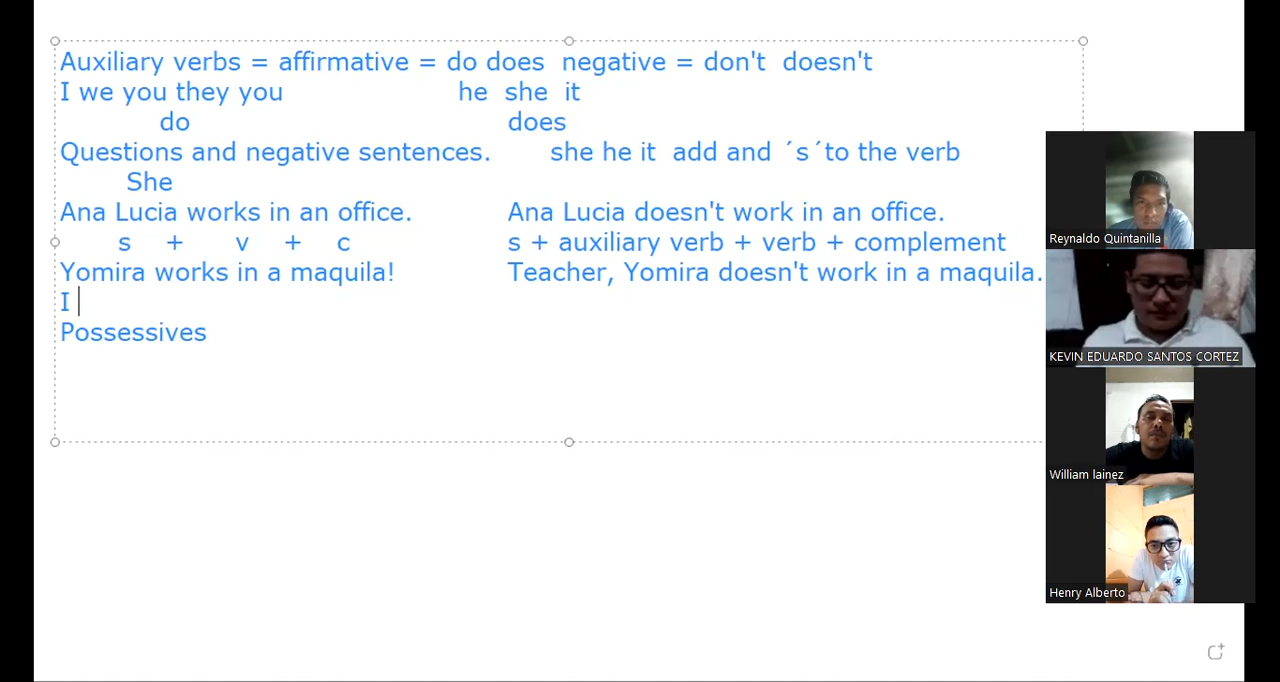 Auxiliary verbs = affirmative = do does  negative = don't  doesn't
I we you they you                he  she  it
do                does
Questions and negative sentences.     she he it  add and ´s´to the verb
She
Ana Lucia works in an office.     Ana Lucia doesn't work in an office.
s  +  v  +  c     s + auxiliary verb + verb + complement
Yomira works in a maquila!     Teacher, Yomira doesn't work in a maquila.
I
Possessives
Reynaldo Quintanilla
KEVIN EDUARDO SANTOS CORTEZ
William lainez
Henry Alberto